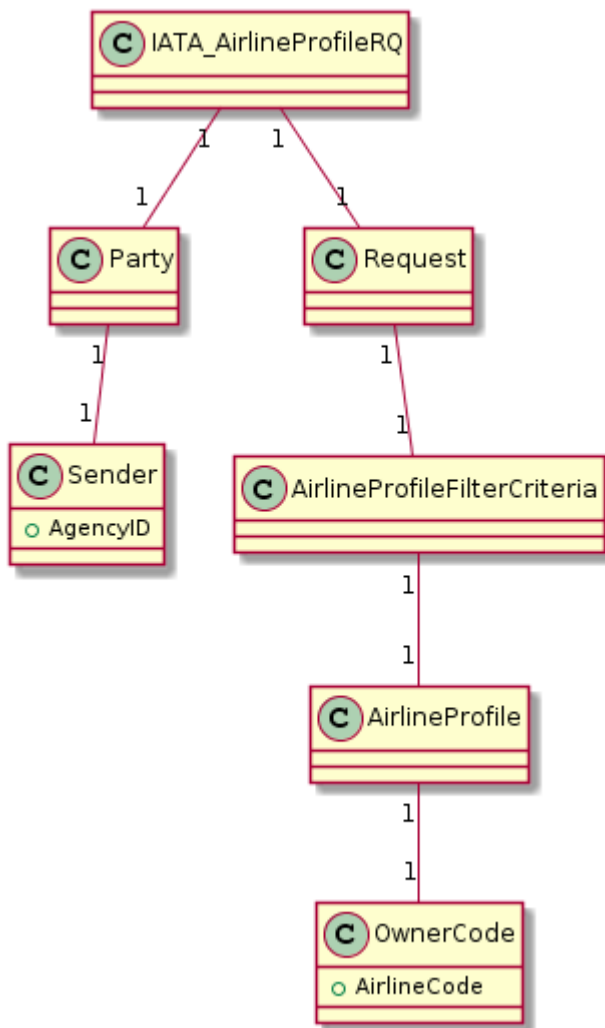 C IATA_AirlineProfileRQ
1 1
1 1
C Party
C Request
1 1
1 1
C Sender
AgencyID
C AirlineProfileFilterCriteria
1
1
C AirlineProfile
1
1
C OwnerCode
AirlineCode